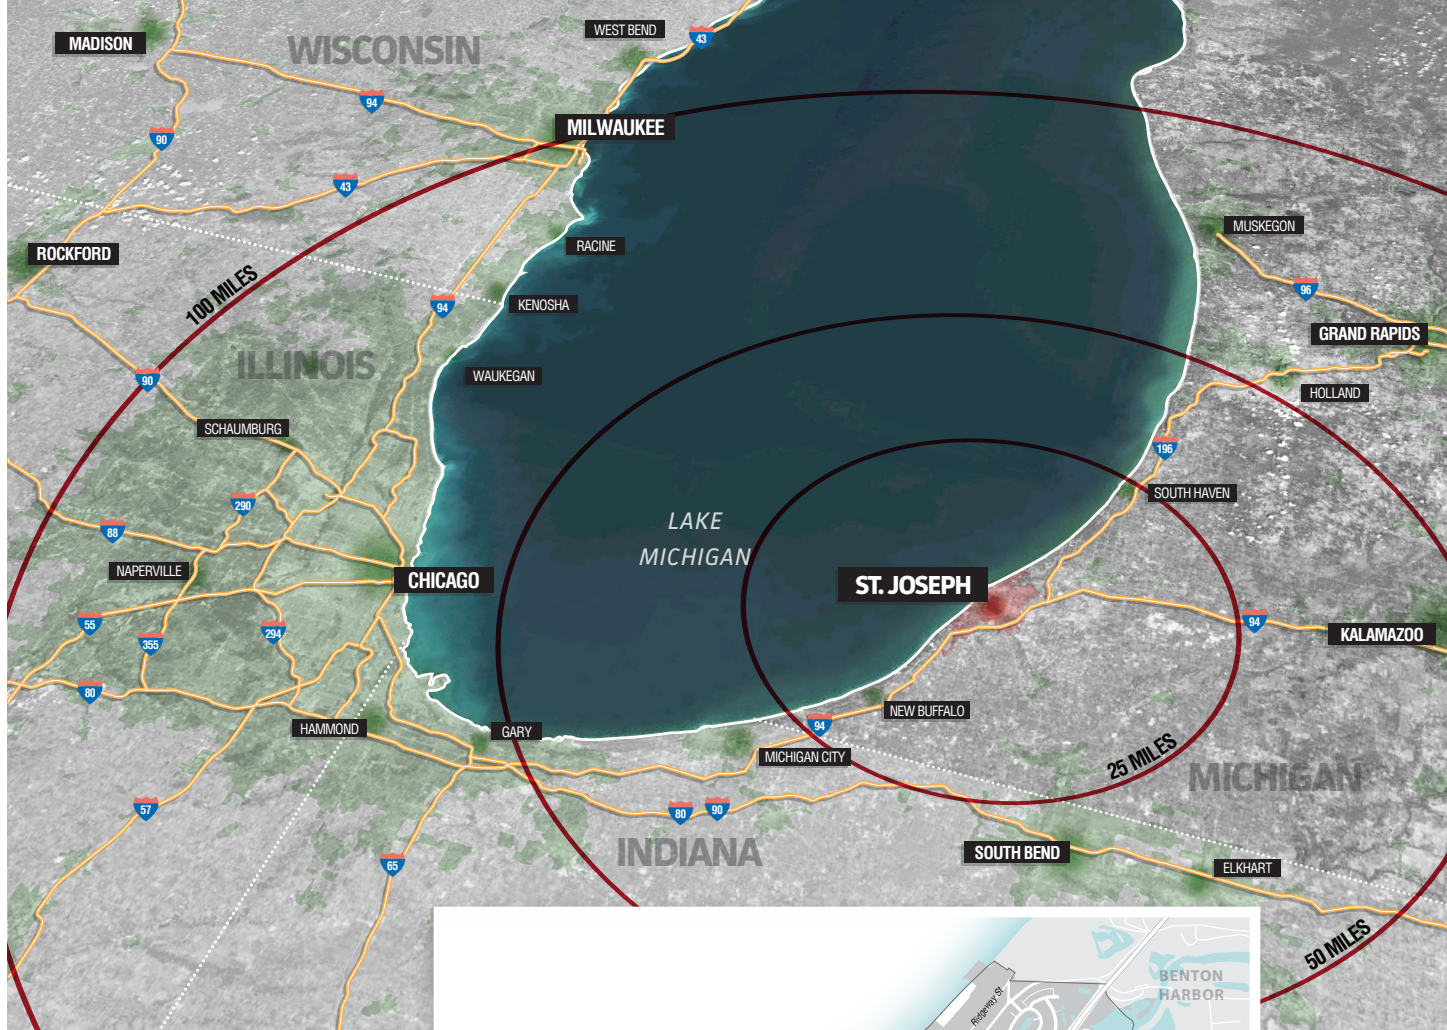 WEST BEND
43
MADISON
WISCONSIN
94
MILWAUKEE
90
43
MUSKEGON
RACINE
ROCKFORD
100 MILES
96
KENOSHA
94
GRAND RAPIDS
ILLINOIS
WAUKEGAN
90
HOLLAND
SCHAUMBURG
196
SOUTH HAVEN
290
LAKE
MICHIGAN
88
NAPERVILLE
CHICAGO
ST. JOSEPH
55
294
94
KALAMAZOO
355
80
NEW BUFFALO
HAMMOND
GARY
94
MICHIGAN CITY
25 MILES
MICHIGAN
57
80
90
INDIANA
SOUTH BEND
65
ELKHART
50 MILES
BENTON
HARBOR
Ridgeway St